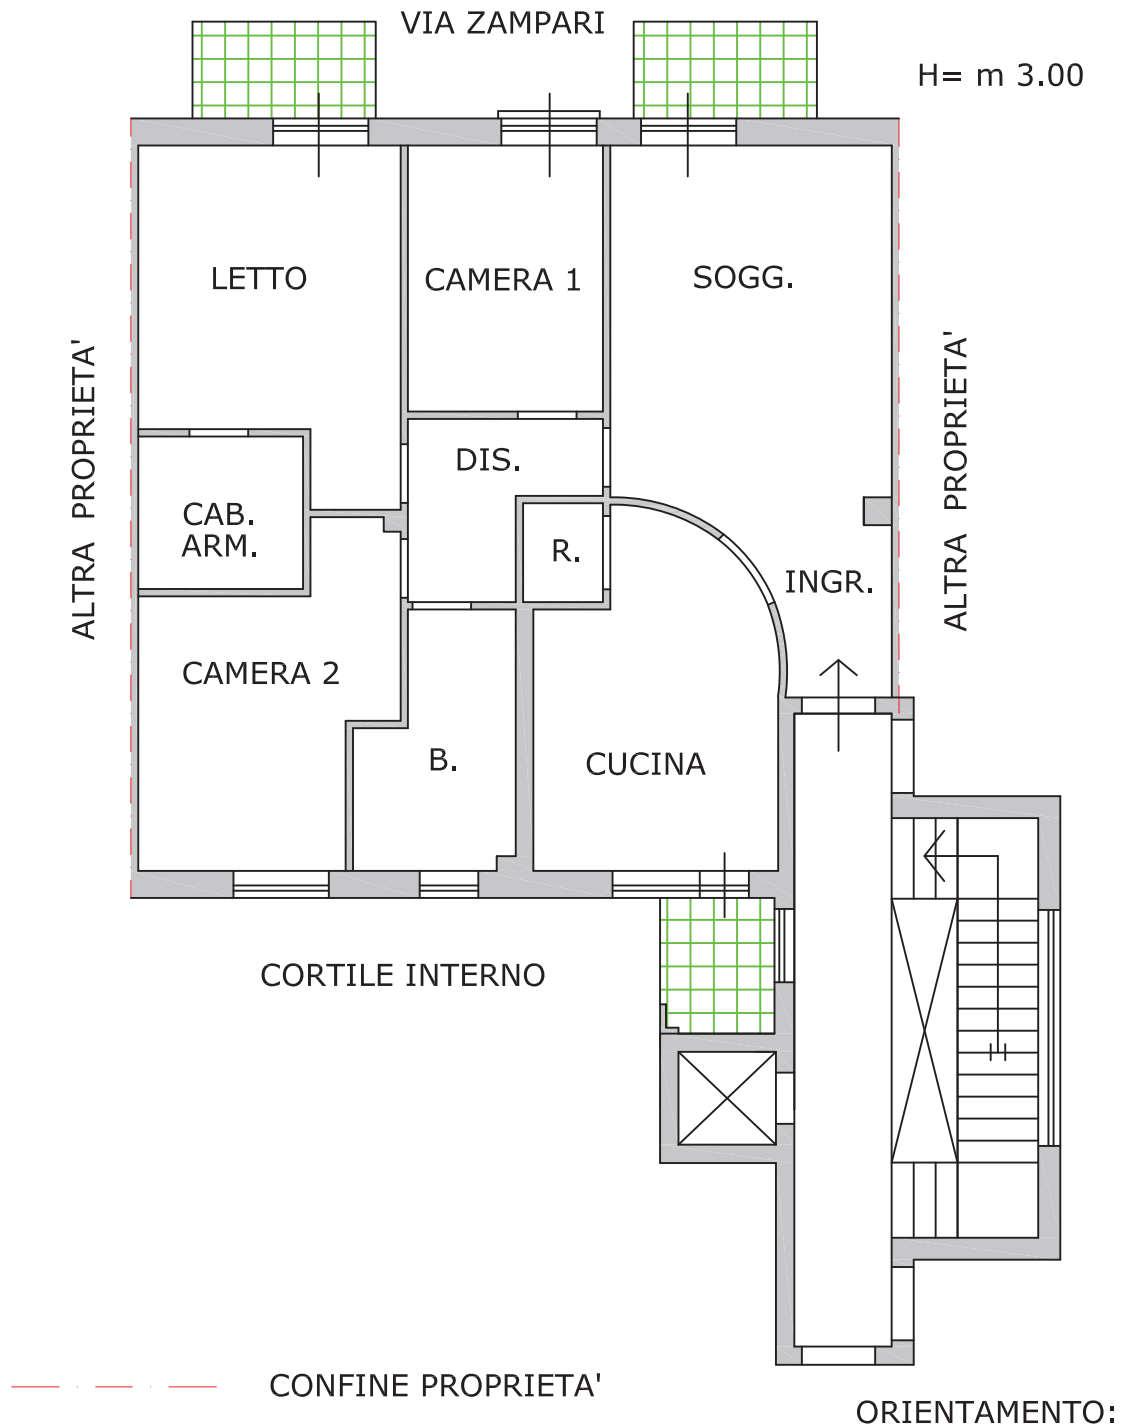 VIA ZAMPARI
H= m 3.00
LETTO
CAMERA 1
SOGG.
ALTRA PROPRIETA'
ALTRA PROPRIETA'
DIS.
CAB.
ARM.
R.
INGR.
CAMERA 2
B.
CUCINA
CORTILE INTERNO
CONFINE PROPRIETA'
ORIENTAMENTO: